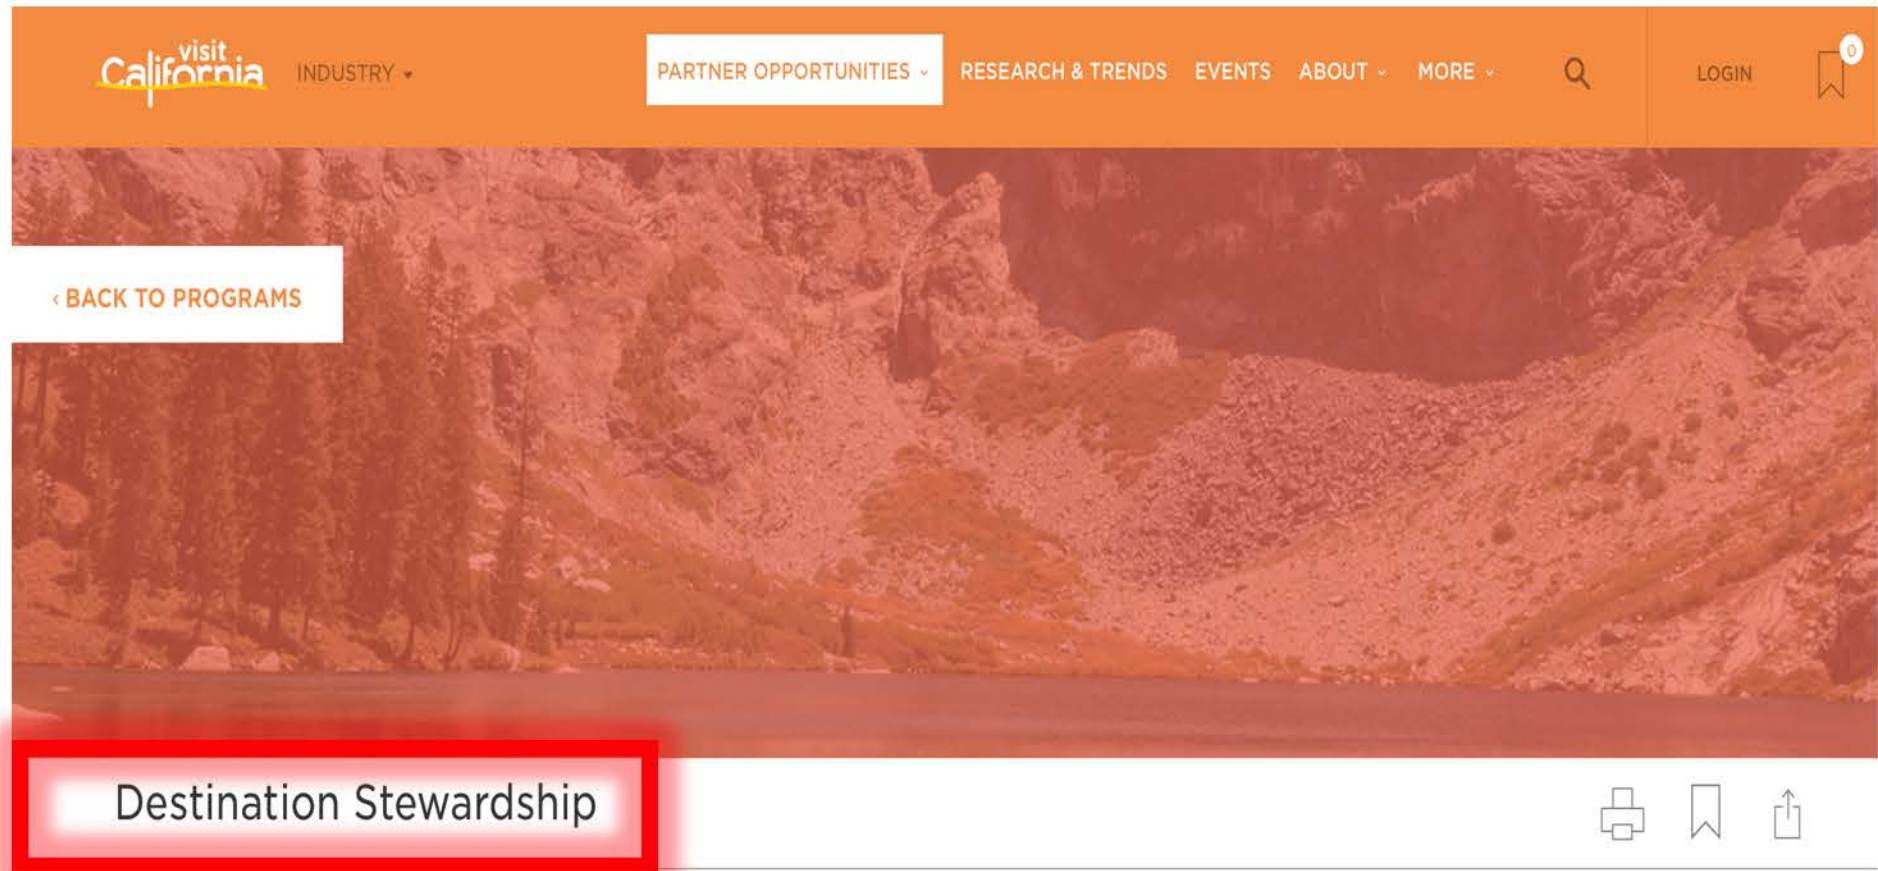 visit
California
INDUSTRY
PARTNER OPPORTUNITIES
RESEARCH & TRENDS
EVENTS
ABOUT
MORE
LOGIN
0
‹ BACK TO PROGRAMS
Destination Stewardship